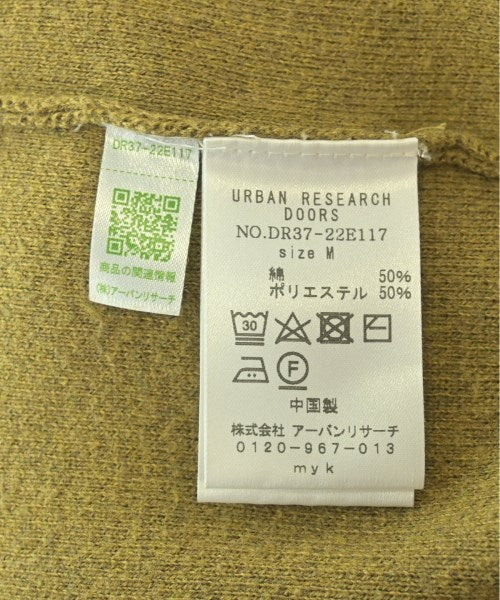 DR37-22E117
商品の関連情報
(株)アーバンリサーチ
URBAN RESEARCH
DOORS
NO.DR37-22E117
size M
綿 50%
ポリエステル 50%
30
F
中国製
株式会社 アーバンリサーチ
0120-967-013
myk